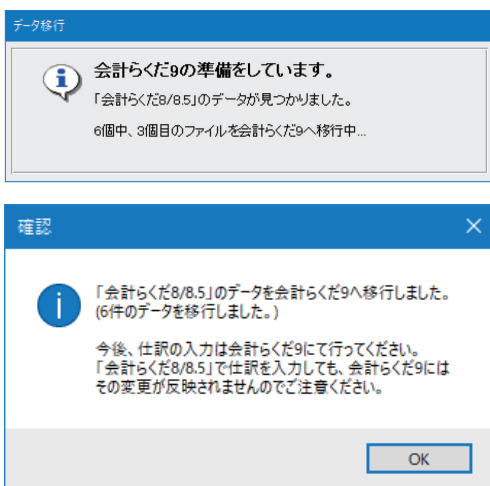 データ移行
会計らくだ9の準備をしています。
「会計らくだ8/8.5」のデータが見つかりました。
6個中、3個目のファイルを会計らくだ9へ移行中...
確認
「会計らくだ8/8.5」のデータを会計らくだ9へ移行しました。
(6件のデータを移行しました。)
今後、仕訳の入力は会計らくだ9にて行ってください。
「会計らくだ8/8.5」で仕訳を入力しても、会計らくだ9には
その変更が反映されませんのでご注意ください。
OK